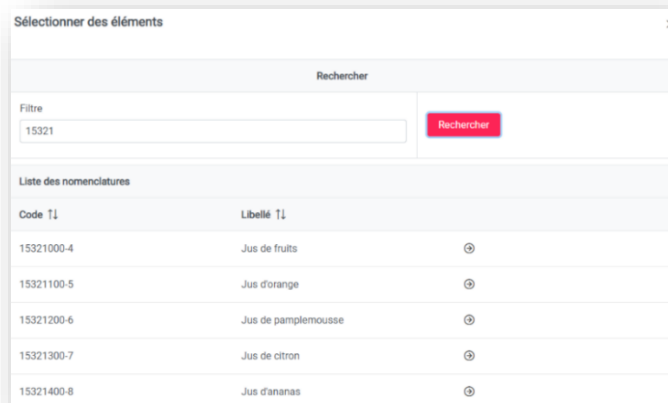 Sélectionner des éléments
Rechercher
Filtre
15321
Rechercher
Liste des nomenclatures
Code
Libellé
15321000-4 Jus de fruits
15321100-5 Jus d'orange
15321200-6 Jus de pamplemousse
15321300-7 Jus de citron
15321400-8 Jus d'ananas